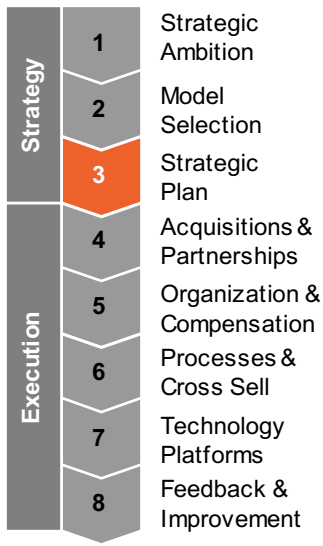 Strategy
1
Strategic
Ambition
2
Model
Selection
3
Strategic
Plan
Execution
4
Acquisitions &
Partnerships
5
Organization &
Compensation
6
Processes &
Cross Sell
7
Technology
Platforms
8
Feedback &
Improvement